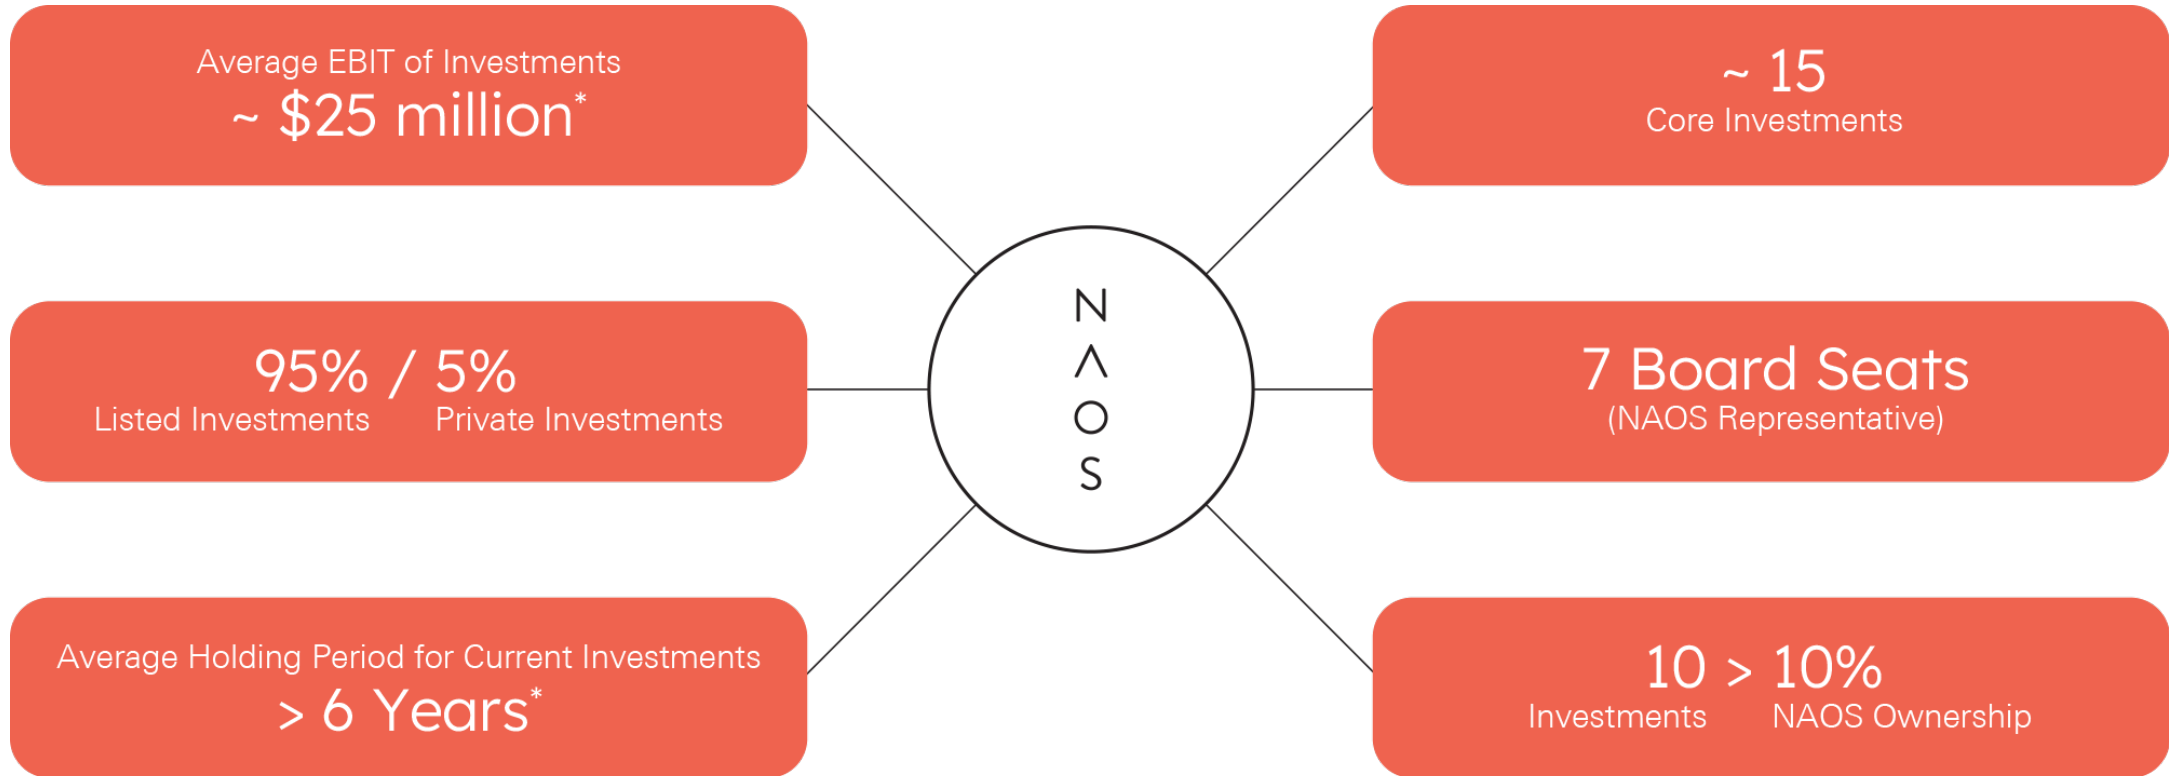 Average EBIT of Investments
~ $25 million*
95% / 5%
Listed Investments Private Investments
Average Holding Period for Current Investments
> 6 Years*
N
Λ
O
S
~ 15
Core Investments
7 Board Seats
(NAOS Representative)
10 > 10%
Investments NAOS Ownership